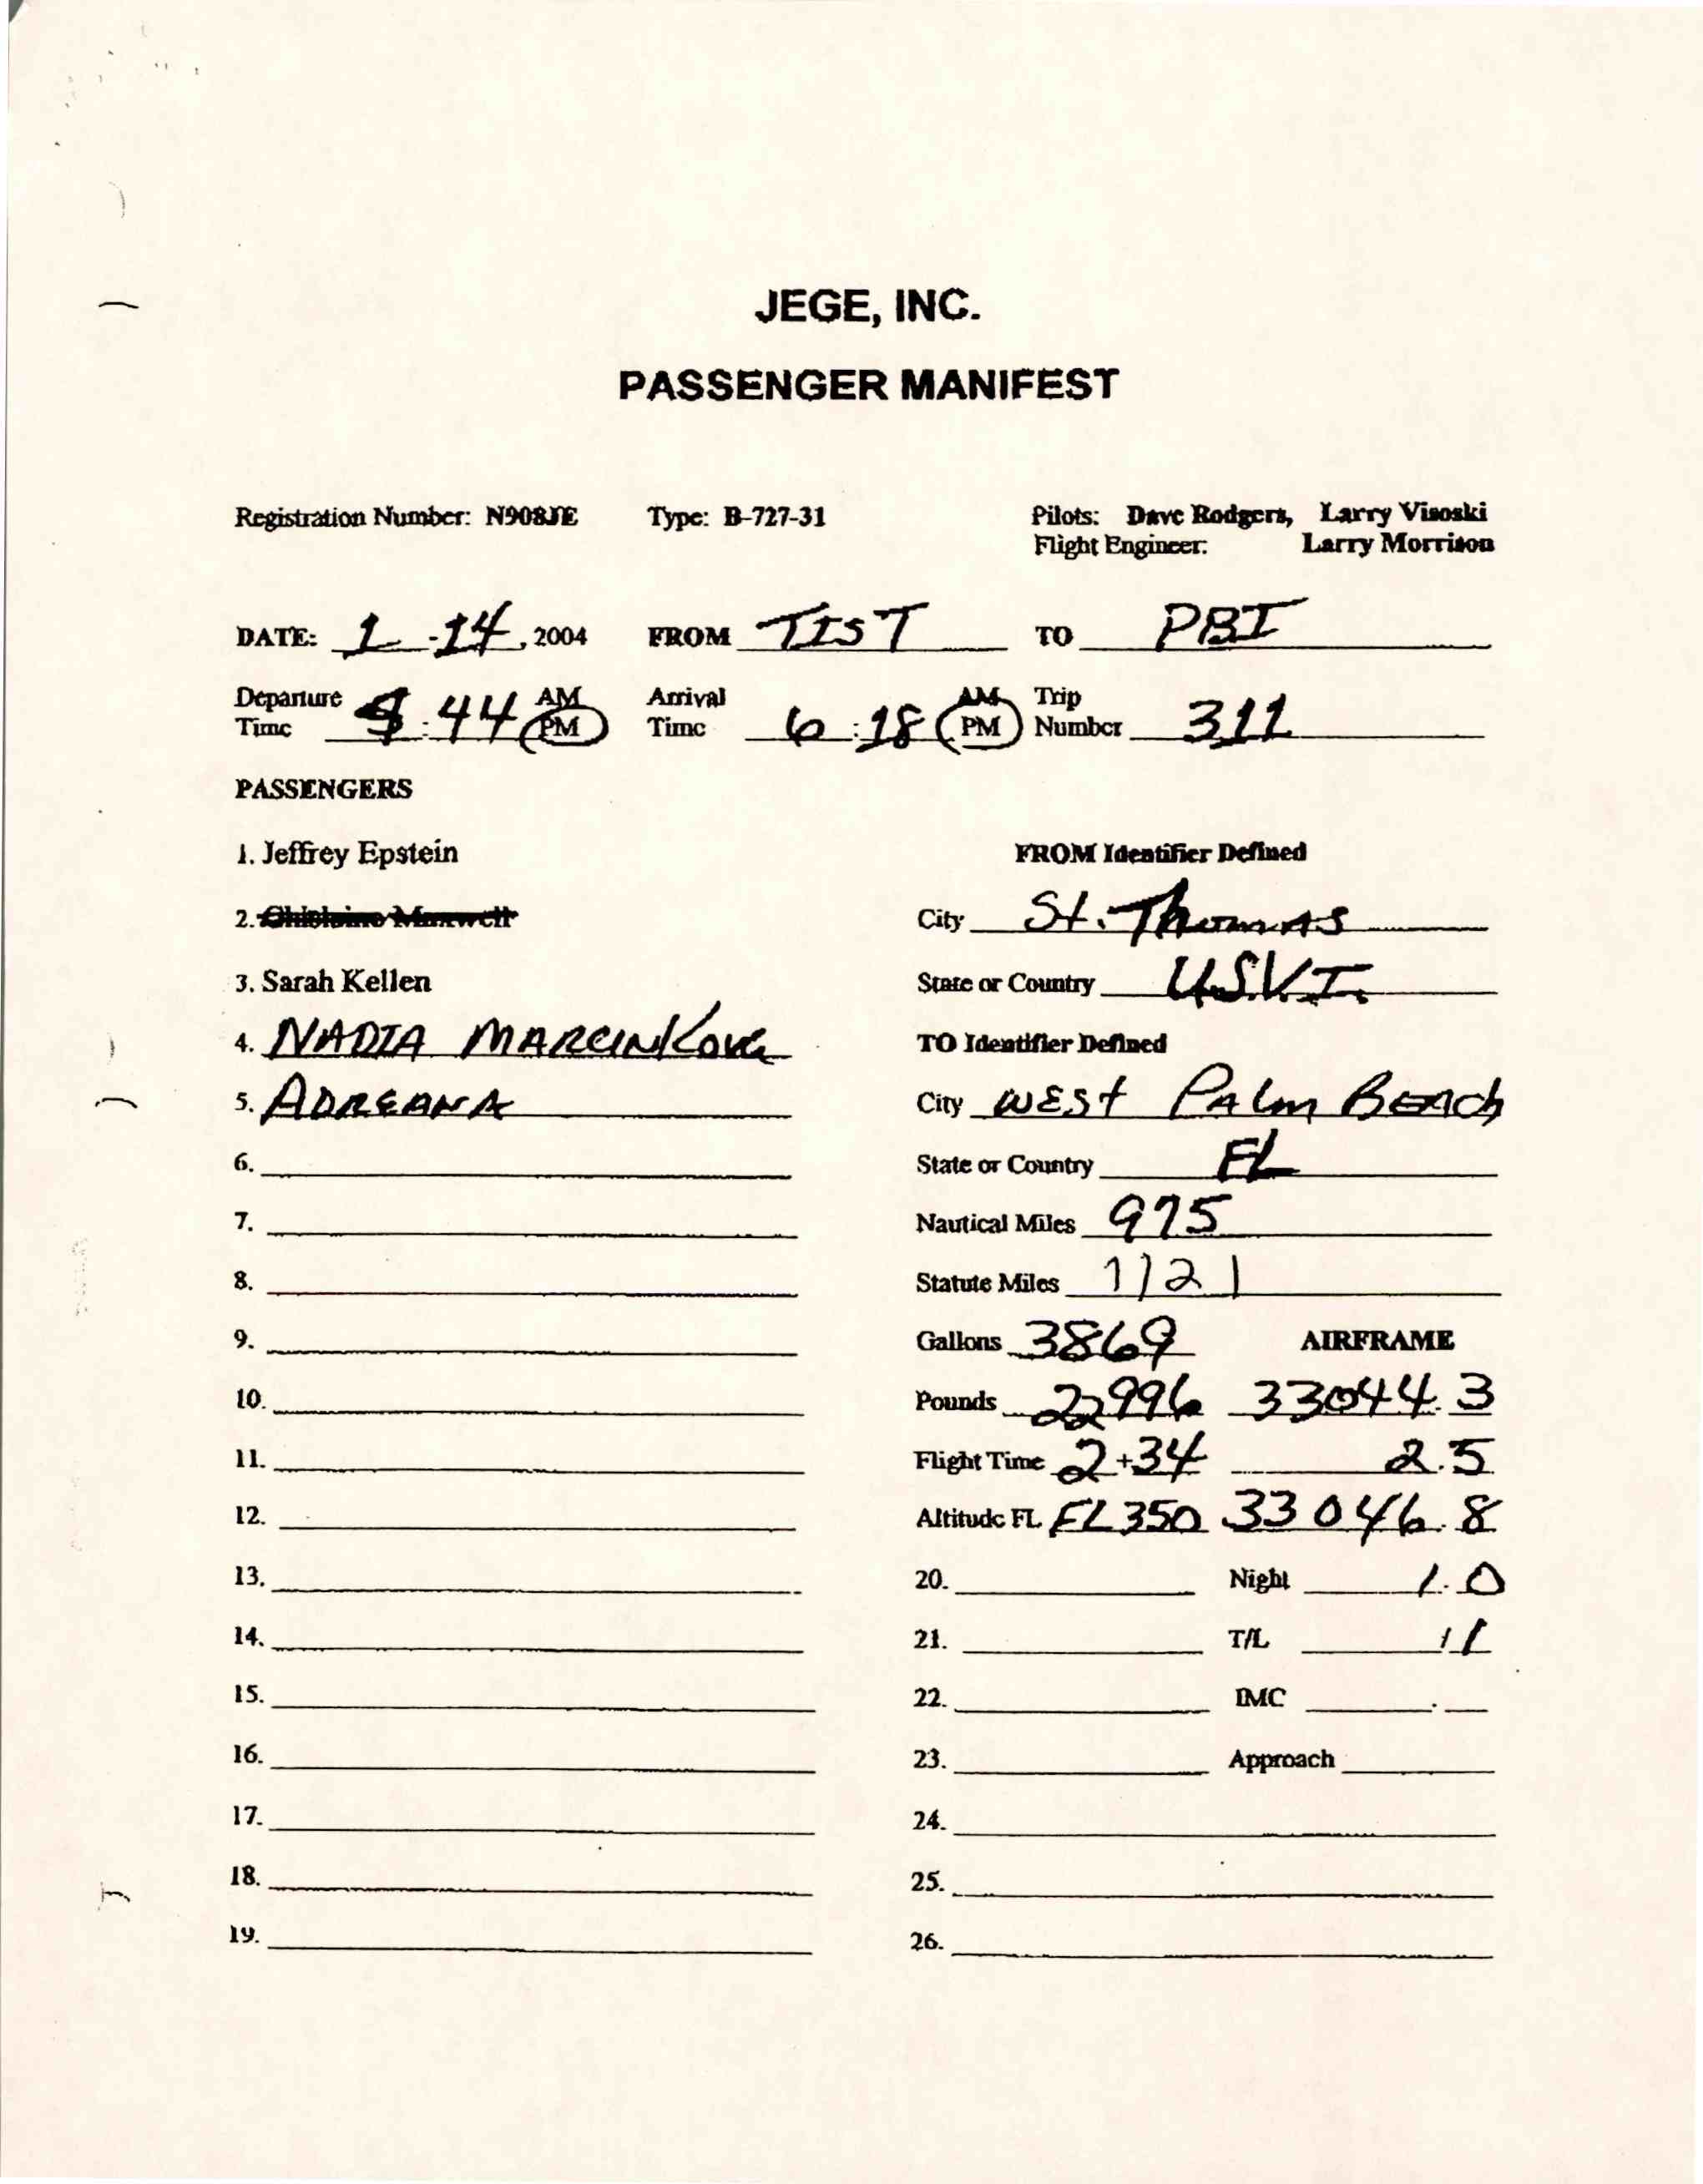 JEGE, INC.
PASSENGER MANIFEST
Registration Number: N908JE Type: B-727-31 Pilots: Dave Rodgers, Larry Visoski
Flight Engineer: Larry Morrison
DATE: 1-14, 2004 FROM TIST TO PBI
Departure Time :44 AM PM Arrival Time 6:18 AM PM Trip Number 311
PASSENGERS
1. Jeffrey Epstein FROM Identifier Defined
2. Ghislaine Maxwell City St. Thomas
3. Sarah Kellen State or Country U.S.V.I.
4. NADIA MARCINKOVA TO Identifier Defined
5. ADREANA City WEST PALM BEACH
6. State or Country FL
7. Nautical Miles 975
8. Statute Miles 1121
9. Gallons 3869 AIRFRAME
10. Pounds 22996 33044.3
11. Flight Time 2+34 2.5
12. Altitude FL FL350 33046.8
13. 20. Night 1.0
14. 21. T/L 1/1
15. 22. IMC .
16. 23. Approach
17. 24.
18. 25.
19. 26.